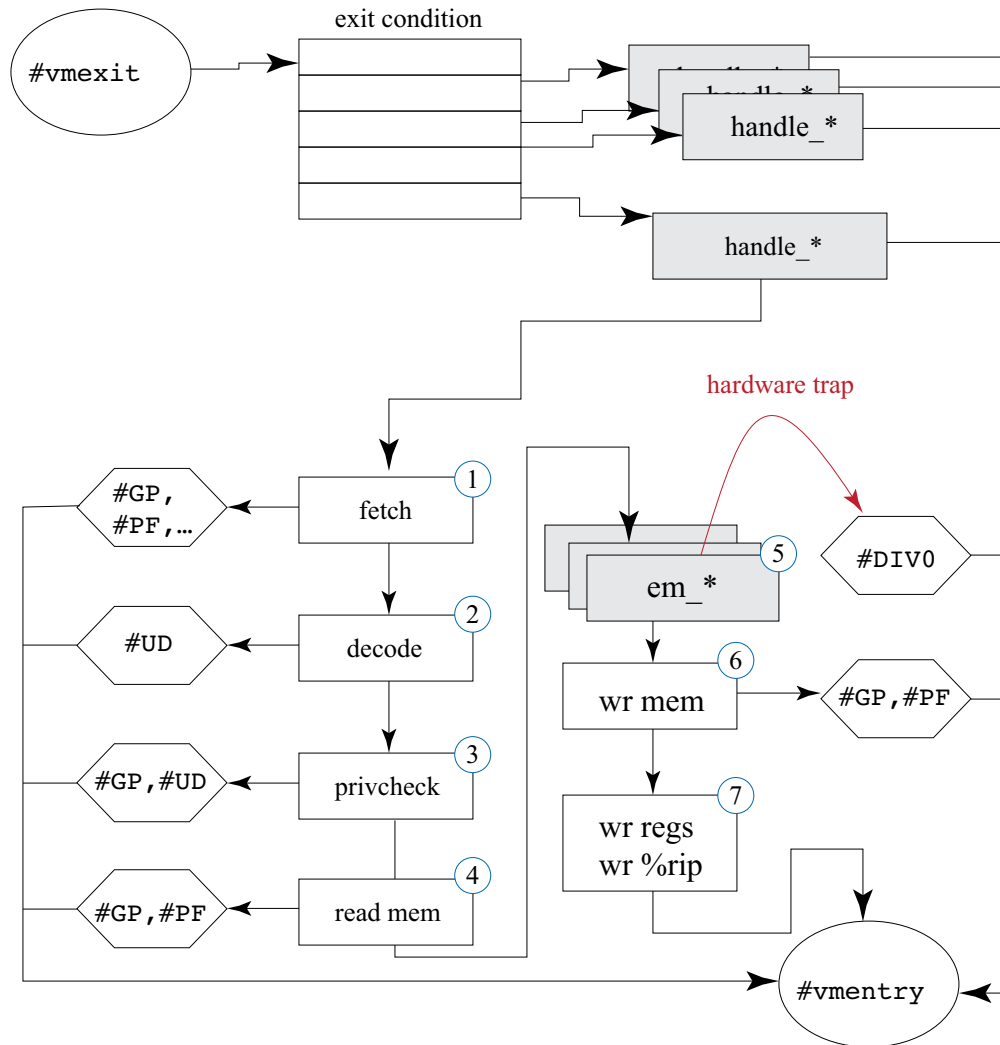 exit condition
#vmexit
handle_*
handle_*
hardware trap
1
#GP,
#PF,…
fetch
5
em_*
#DIV0
2
#UD
decode
6
wr mem
#GP,#PF
3
#GP,#UD
privcheck
7
wr regs
wr %rip
4
#GP,#PF
read mem
#vmentry